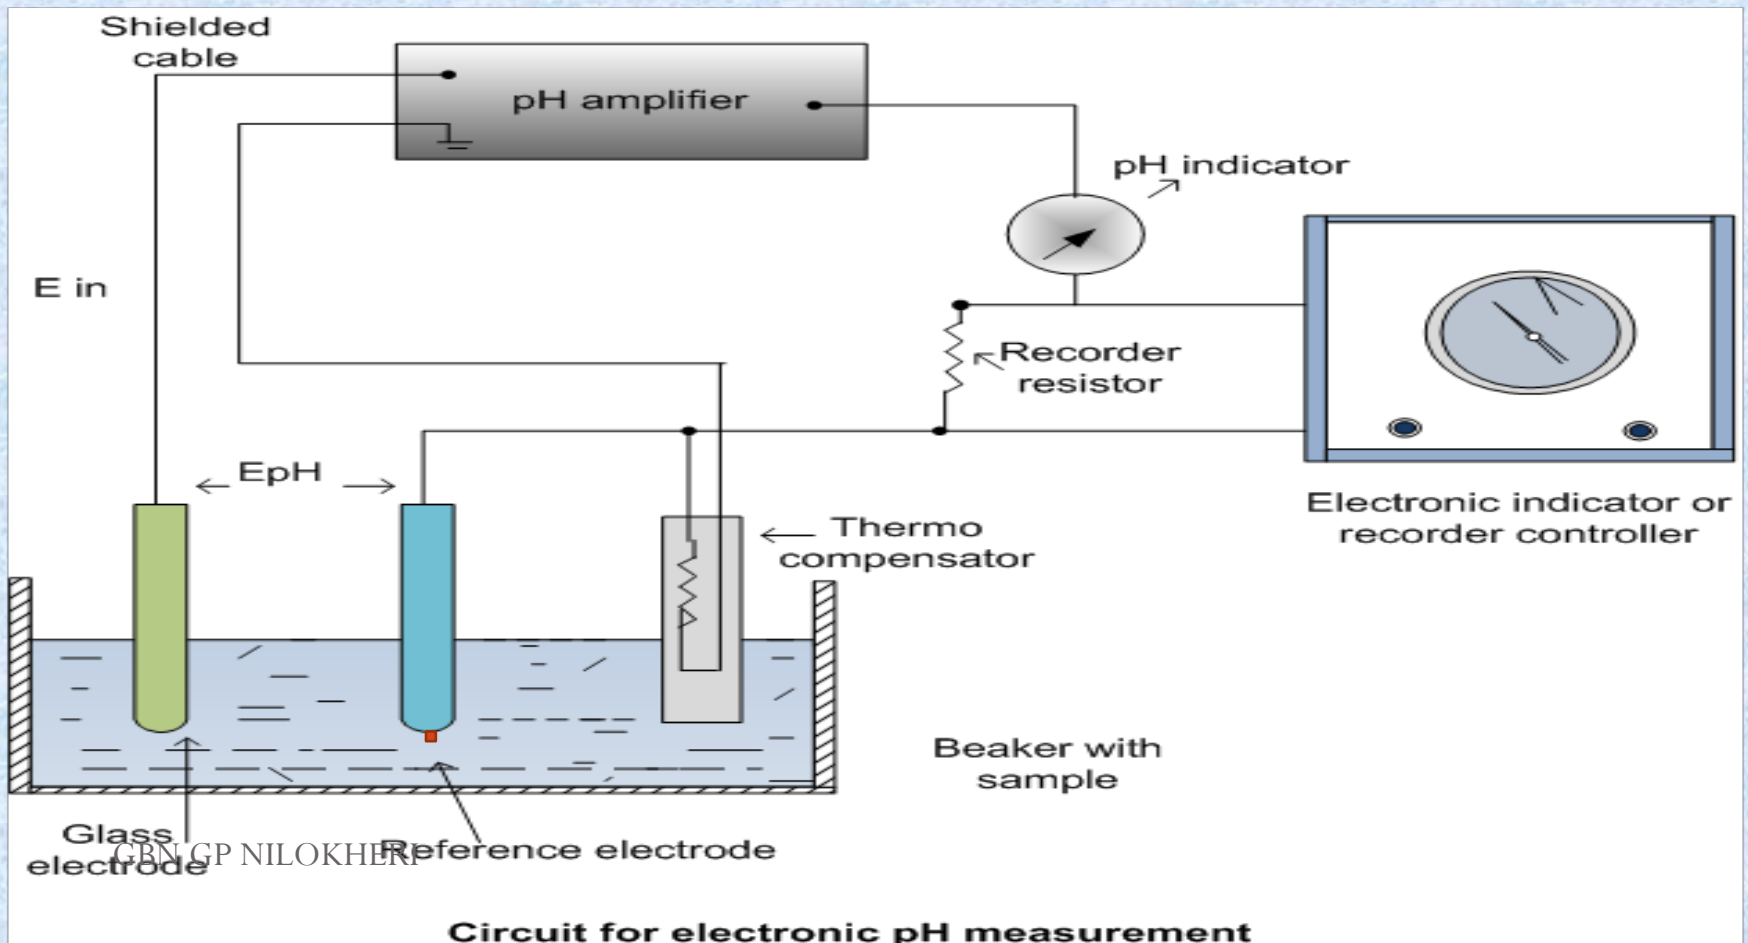 Shielded
cable
pH amplifier
pH indicator
E in
Recorder
resistor
EpH
Thermo
compensator
Electronic indicator or
recorder controller
Beaker with
sample
Glass
electrode
GBN GP NILOKHERI
Reference electrode
Circuit for electronic pH measurement